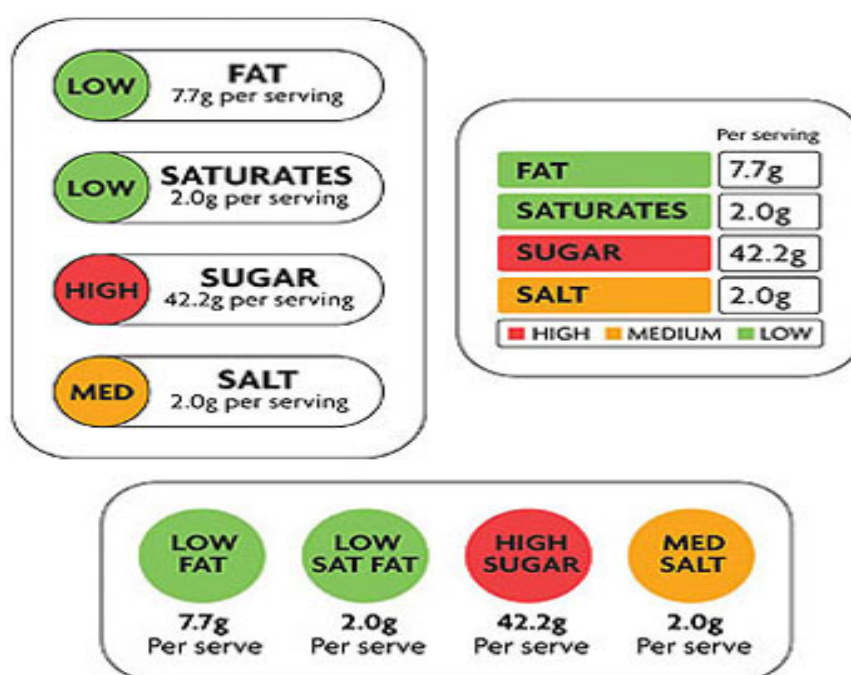 LOW
FAT
7.7g per serving
LOW
SATURATES
2.0g per serving
HIGH
SUGAR
42.2g per serving
MED
SALT
2.0g per serving
Per serving
FAT 7.7g
SATURATES 2.0g
SUGAR 42.2g
SALT 2.0g
HIGH MEDIUM LOW
LOW FAT
7.7g
Per serve
LOW SAT FAT
2.0g
Per serve
HIGH SUGAR
42.2g
Per serve
MED SALT
2.0g
Per serve